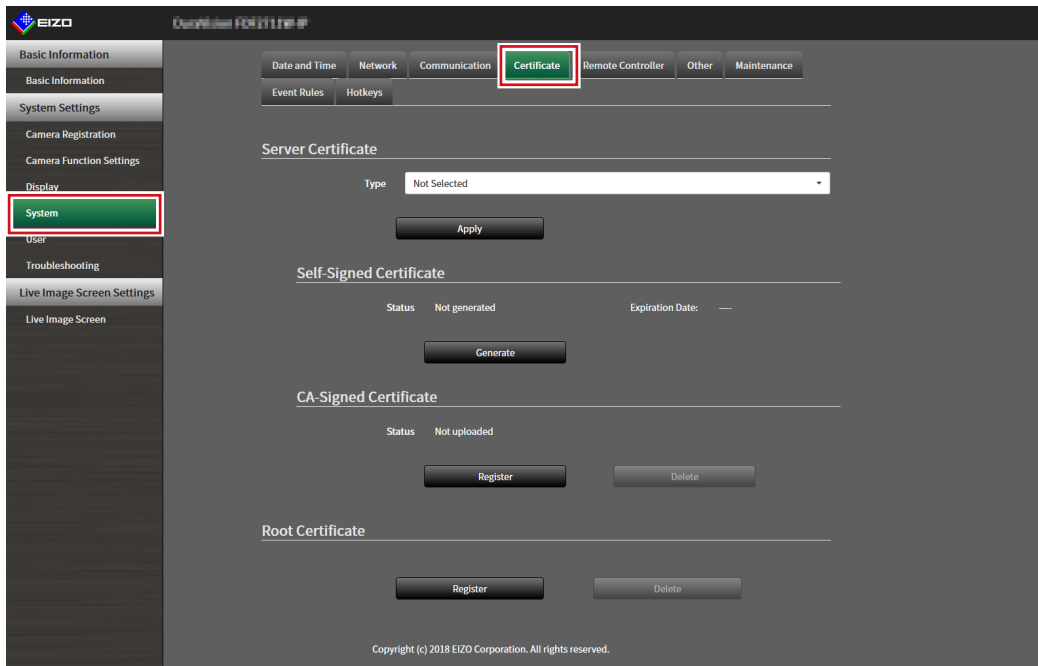 EIZO
Basic Information
Basic Information
System Settings
Camera Registration
Camera Function Settings
Display
System
User
Troubleshooting
Live Image Screen Settings
Live Image Screen
Date and Time Network Communication Certificate Remote Controller Other Maintenance
Event Rules Hotkeys
Server Certificate
Type Not Selected
Apply
Self-Signed Certificate
Status Not generated Expiration Date: ----
Generate
CA-Signed Certificate
Status Not uploaded
Register Delete
Root Certificate
Register Delete
Copyright (c) 2018 EIZO Corporation. All rights reserved.